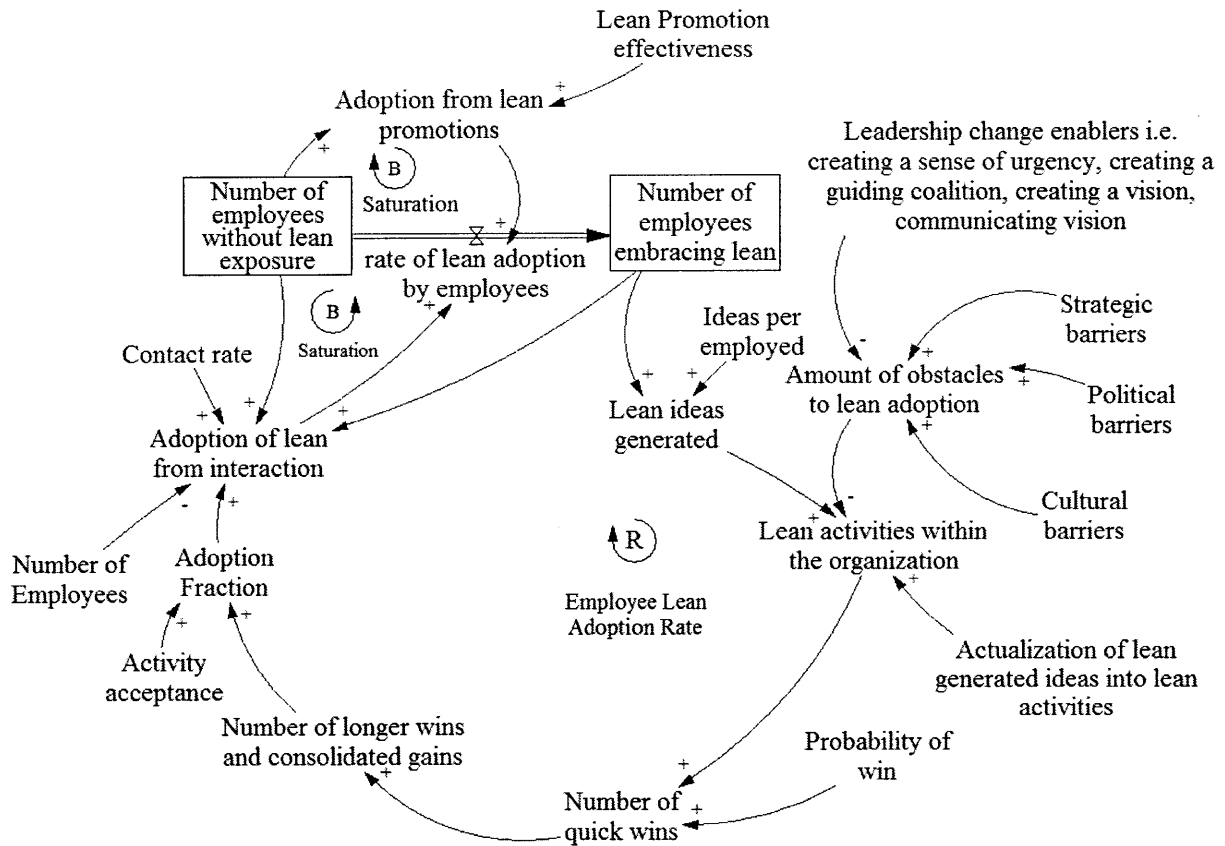 Lean Promotion
effectiveness
+
Adoption from lean
promotions
+
B
Saturation
Leadership change enablers i.e.
creating a sense of urgency, creating a
guiding coalition, creating a vision,
communicating vision
Number of
employees
without lean
exposure
+
rate of lean adoption
by employees
+
Number of
employees
embracing lean
B
Saturation
Contact rate
+
+
+
Adoption of lean
from interaction
-
+
Ideas per
employed
+
+
Lean ideas
generated
Strategic
barriers
-
+
Amount of obstacles
to lean adoption
+
+
Political
barriers
Cultural
barriers
-
+
Lean activities within
the organization
+
R
Employee Lean
Adoption Rate
Number of
Employees
Adoption
Fraction
+
+
Activity
acceptance
Actualization of lean
generated ideas into lean
activities
Number of longer wins
and consolidated gains
+
Probability of
win
+
Number of
quick wins
+